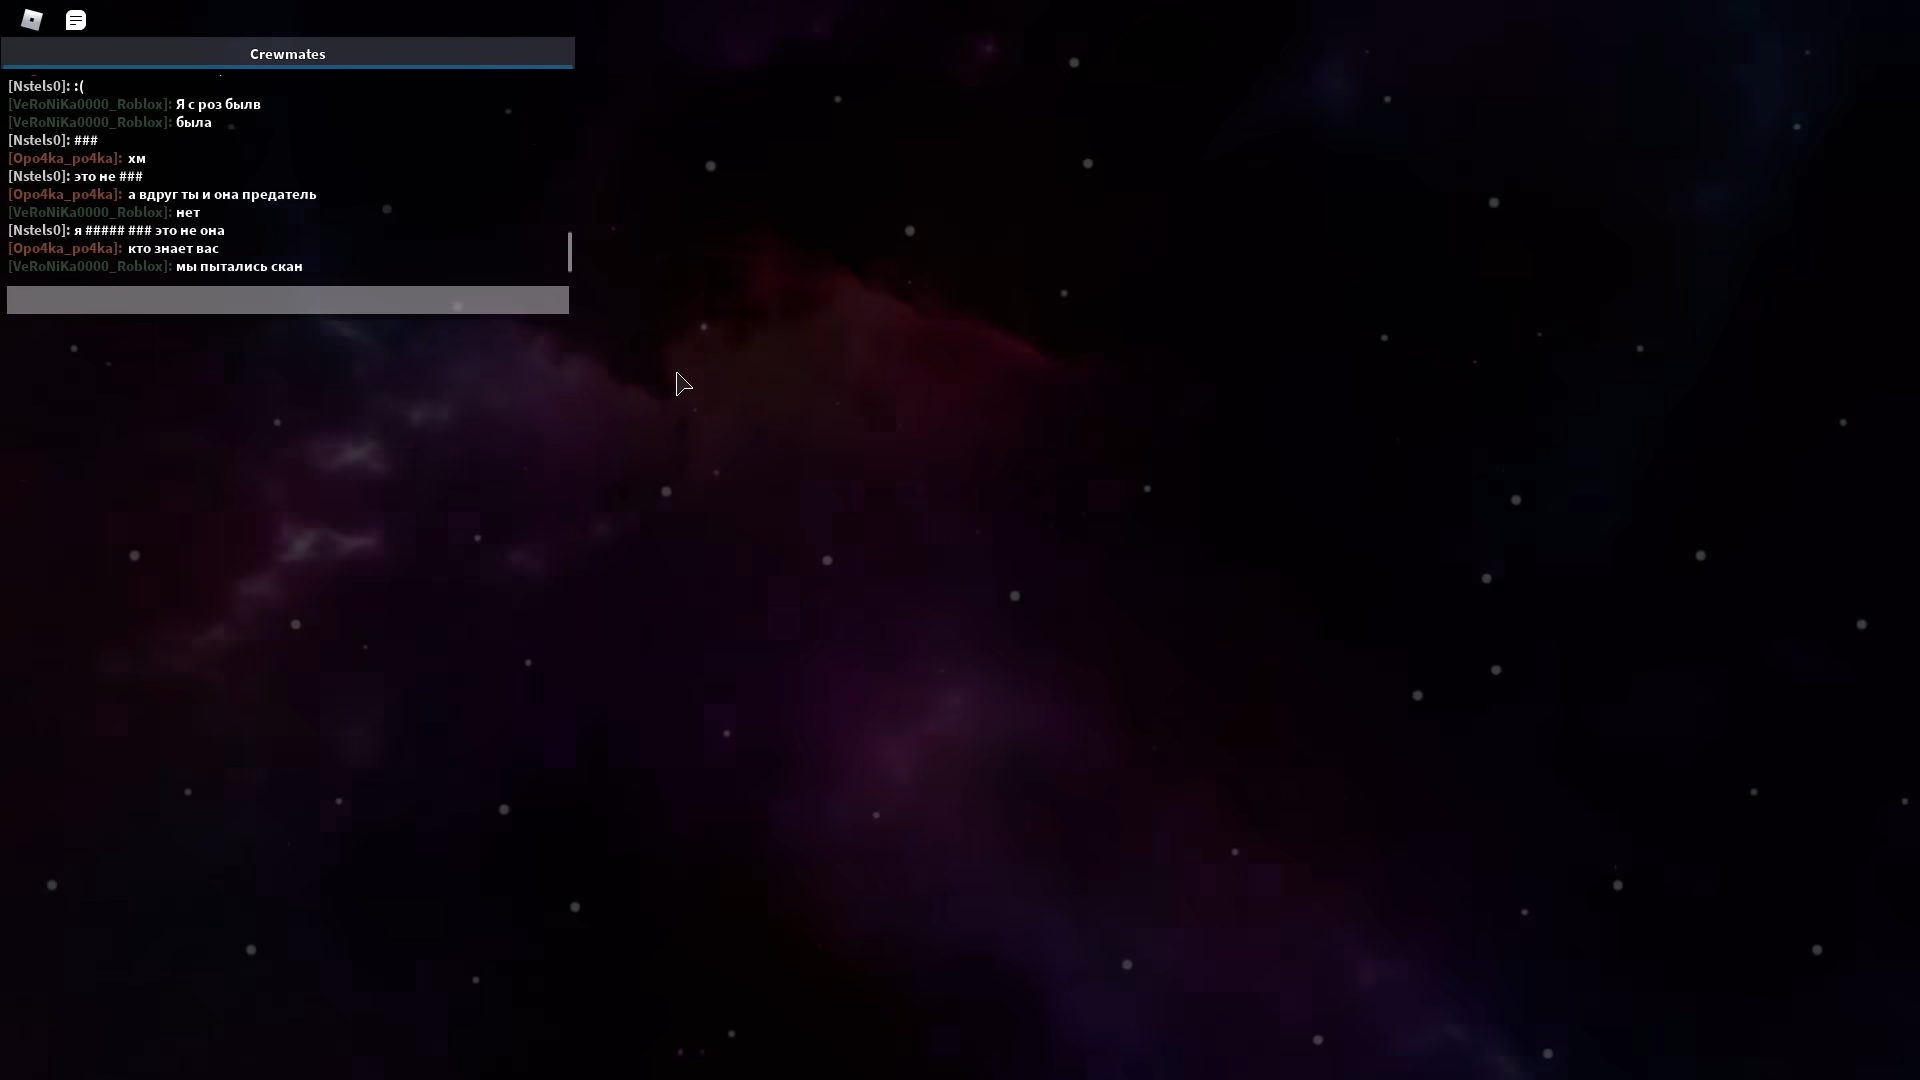 Crewmates
[Nstels0]: :(
[VeRoNiKa0000_Roblox]: Я с роз былв
[VeRoNiKa0000_Roblox]: была
[Nstels0]: ###
[Opo4ka_po4ka]: хм
[Nstels0]: это не ###
[Opo4ka_po4ka]: а вдруг ты и она предатель
[VeRoNiKa0000_Roblox]: нет
[Nstels0]: я ##### ### это не она
[Opo4ka_po4ka]: кто знает вас
[VeRoNiKa0000_Roblox]: мы пытались скан